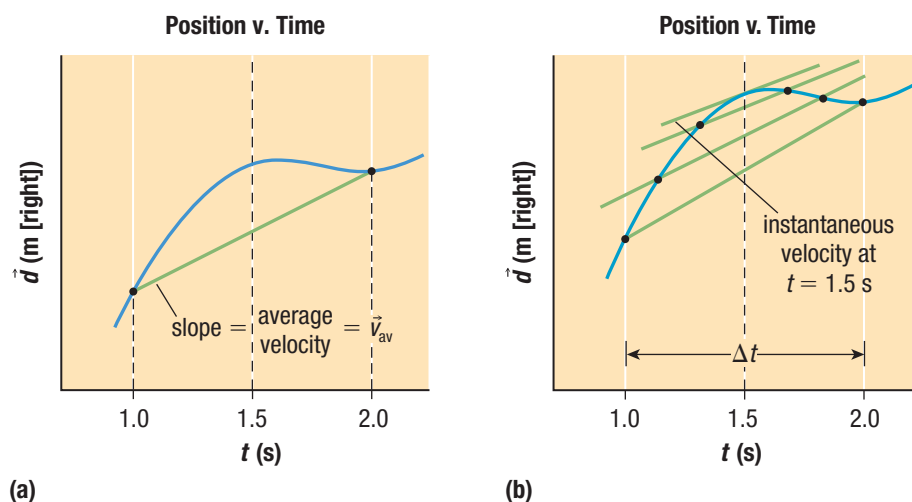 Position v. Time
d⃗ (m [right])
slope = average velocity = v⃗av
1.0 1.5 2.0
t (s)
(a)
Position v. Time
d⃗ (m [right])
instantaneous
velocity at
t = 1.5 s
Δt
1.0 1.5 2.0
t (s)
(b)